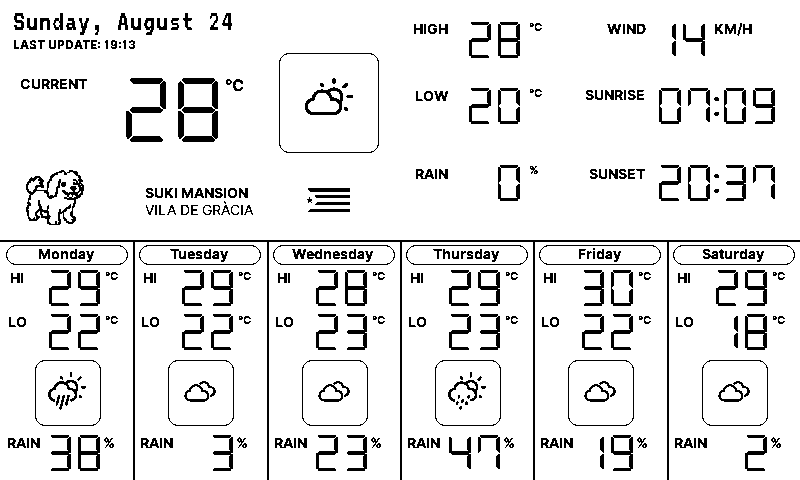 Sunday, August 24
LAST UPDATE: 19:13
CURRENT 28 °C
HIGH 28 °C
WIND 14 KM/H
LOW 20 °C
SUNRISE 07:09
RAIN 0 %
SUNSET 20:37
SUKI MANSION
VILA DE GRÀCIA
Monday
HI 29 °C
LO 22 °C
RAIN 38 %
Tuesday
HI 29 °C
LO 22 °C
RAIN 3 %
Wednesday
HI 28 °C
LO 23 °C
RAIN 23 %
Thursday
HI 29 °C
LO 23 °C
RAIN 47 %
Friday
HI 30 °C
LO 22 °C
RAIN 19 %
Saturday
HI 29 °C
LO 18 °C
RAIN 2 %